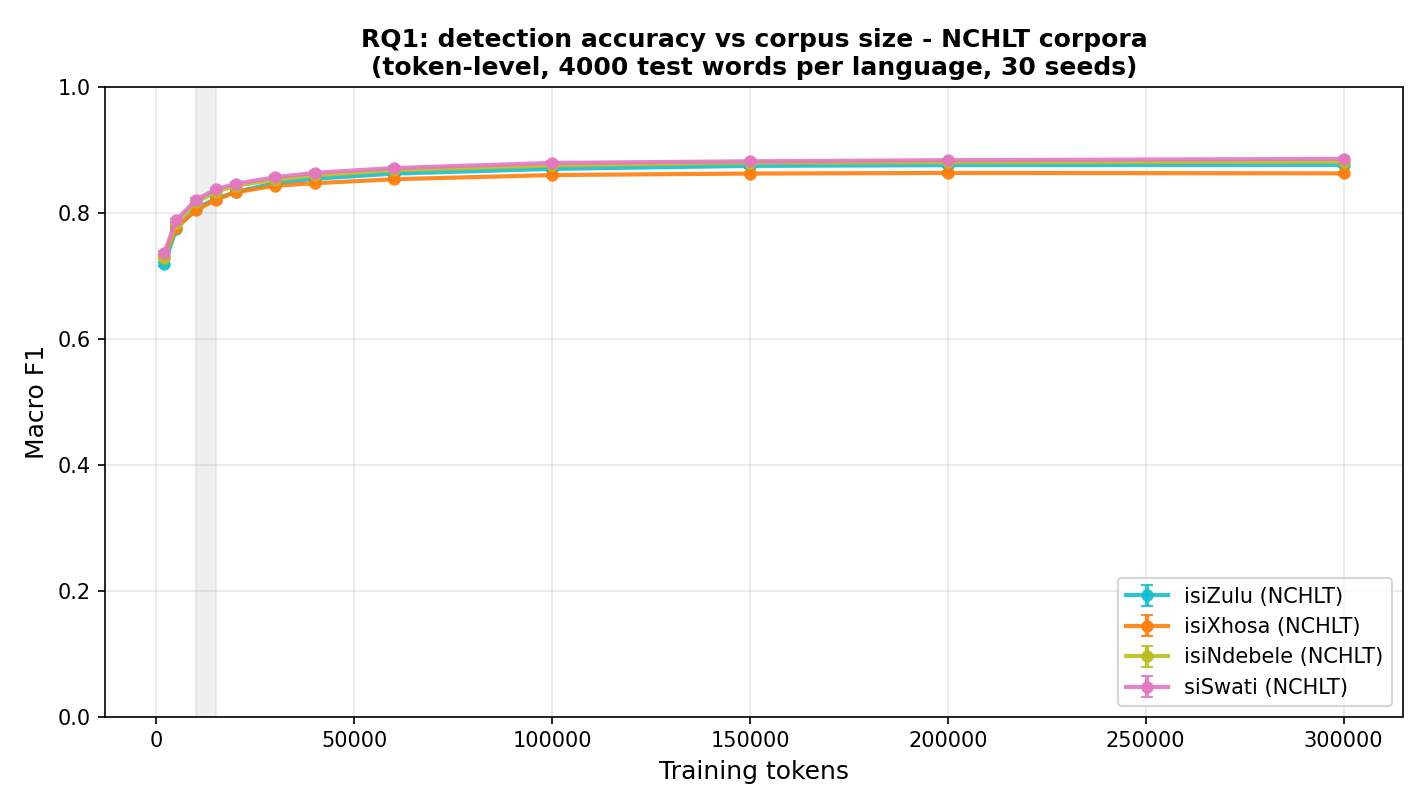 RQ1: detection accuracy vs corpus size - NCHLT corpora
(token-level, 4000 test words per language, 30 seeds)
Macro F1
1.0
0.8
0.6
0.4
0.2
0.0
0
50000
100000
150000
200000
250000
300000
Training tokens
isiZulu (NCHLT)
isiXhosa (NCHLT)
isiNdebele (NCHLT)
siSwati (NCHLT)